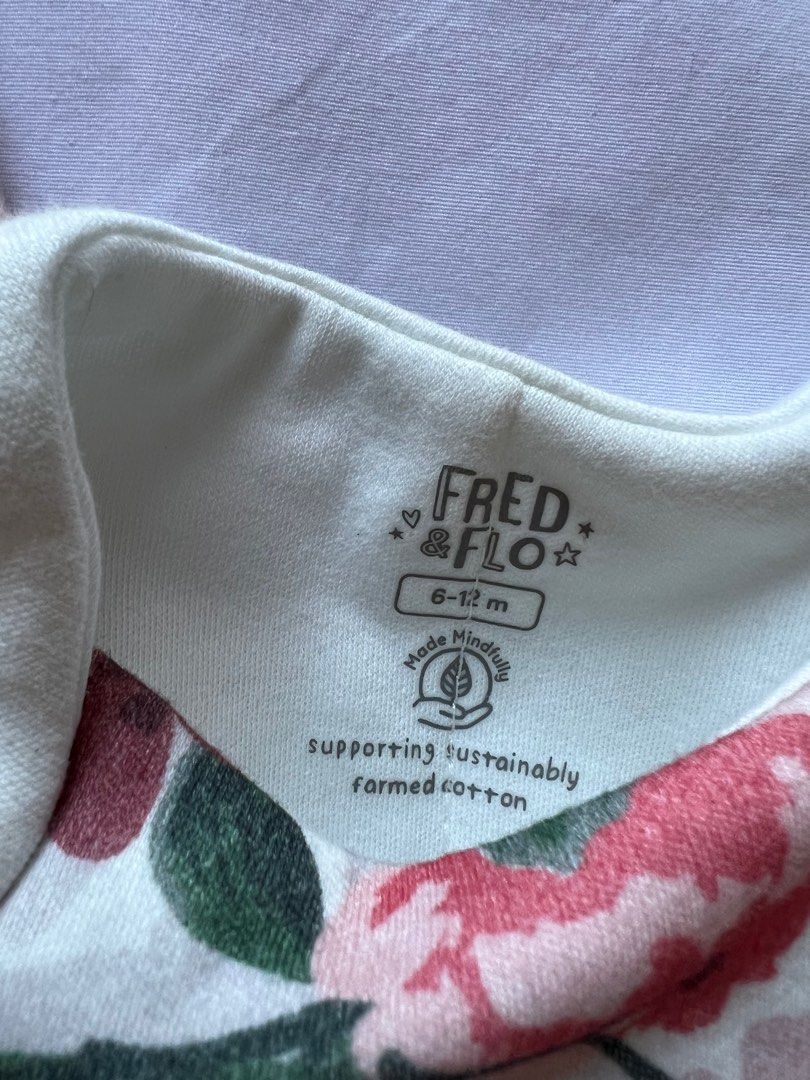 FRED
&FLO
6-12 m
Made Mindfully
supporting sustainably
farmed cotton